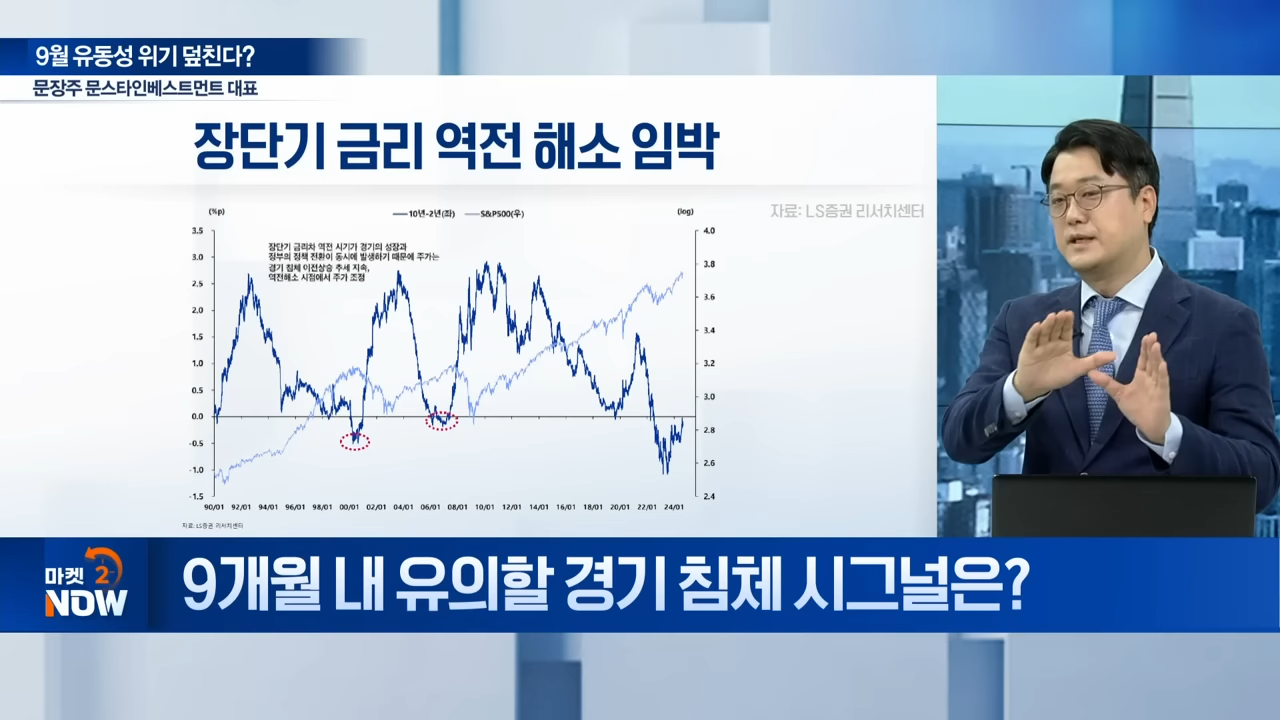 9월 유동성 위기 덮친다?
문장주 문스타인베스트먼트 대표
장단기 금리 역전 해소 임박
자료: LS증권 리서치센터
(%p)
10년-2년(좌)
S&P500(우)
(log)
장단기 금리차 역전 시기가 경기의 성장과
정부의 정책 전환이 동시에 발생하기 때문에 주가는
경기 침체 이전상승 추세 지속,
역전해소 시점에서 주가 조정
3.5
3.0
2.5
2.0
1.5
1.0
0.5
0.0
-0.5
-1.0
-1.5
4.0
3.8
3.6
3.4
3.2
3.0
2.8
2.6
2.4
90/01 92/01 94/01 96/01 98/01 00/01 02/01 04/01 06/01 08/01 10/01 12/01 14/01 16/01 18/01 20/01 22/01 24/01
자료: LS증권 리서치센터
마켓 2
NOW
9개월 내 유의할 경기 침체 시그널은?